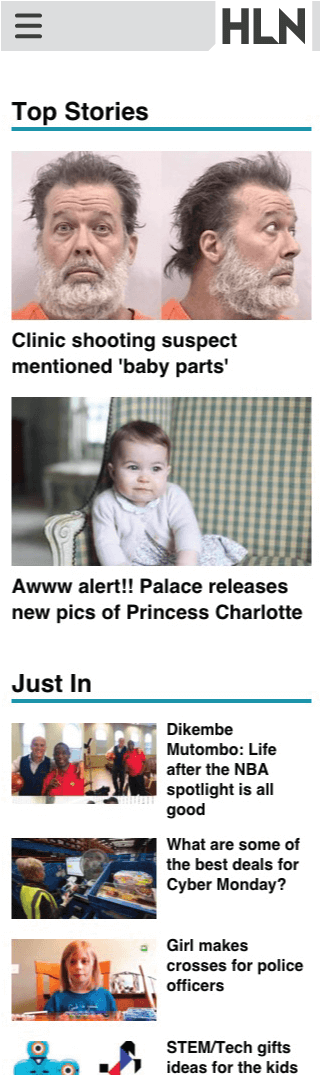 HLN
Top Stories
Clinic shooting suspect
mentioned 'baby parts'
Awww alert!! Palace releases
new pics of Princess Charlotte
Just In
Dikembe
Mutombo: Life
after the NBA
spotlight is all
good
What are some of
the best deals for
Cyber Monday?
Girl makes
crosses for police
officers
STEM/Tech gifts
ideas for the kids